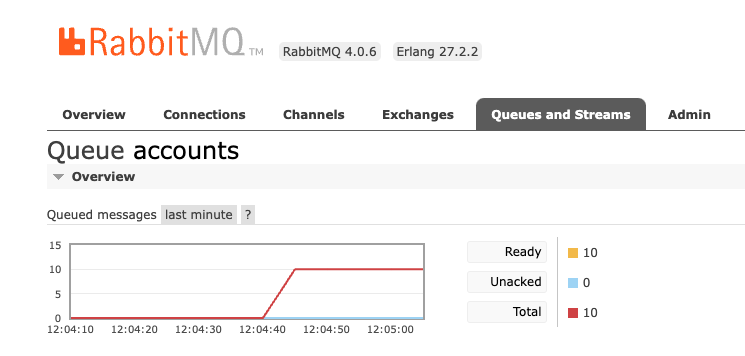 RabbitMQ TM RabbitMQ 4.0.6 Erlang 27.2.2
Overview Connections Channels Exchanges Queues and Streams Admin
Queue accounts
Overview
Queued messages last minute ?
15
10
5
0
12:04:10 12:04:20 12:04:30 12:04:40 12:04:50 12:05:00
Ready 10
Unacked 0
Total 10